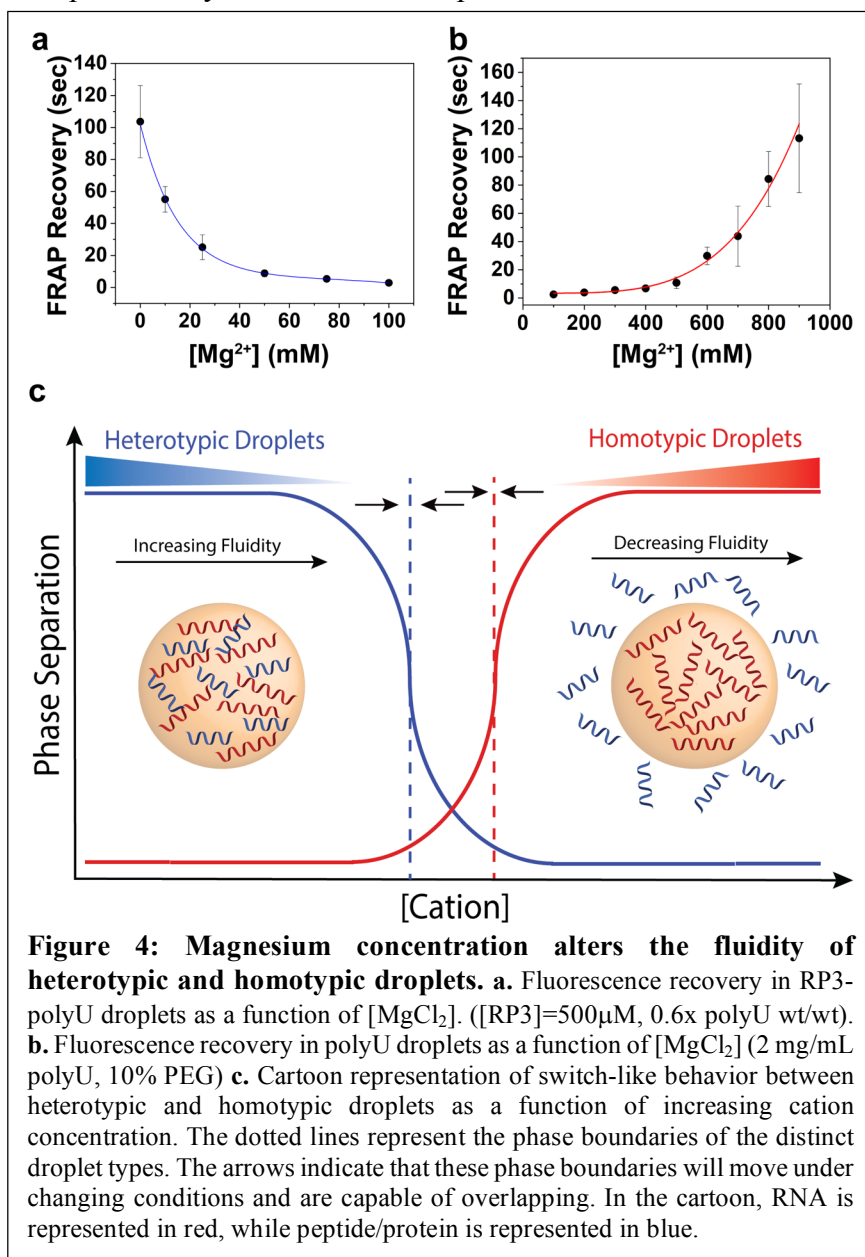 a
b
140
120
100
80
60
40
20
0
FRAP Recovery (sec)
0 20 40 60 80 100
[Mg²⁺] (mM)
160
140
120
100
80
60
40
20
0
FRAP Recovery (sec)
0 200 400 600 800 1000
[Mg²⁺] (mM)
c
Heterotypic Droplets
Homotypic Droplets
Increasing Fluidity
Decreasing Fluidity
Phase Separation
[Cation]
Figure 4: Magnesium concentration alters the fluidity of
heterotypic and homotypic droplets. a. Fluorescence recovery in RP3-
polyU droplets as a function of [MgCl₂]. ([RP3]=500μM, 0.6x polyU wt/wt).
b. Fluorescence recovery in polyU droplets as a function of [MgCl₂] (2 mg/mL
polyU, 10% PEG) c. Cartoon representation of switch-like behavior between
heterotypic and homotypic droplets as a function of increasing cation
concentration. The dotted lines represent the phase boundaries of the distinct
droplet types. The arrows indicate that these phase boundaries will move under
changing conditions and are capable of overlapping. In the cartoon, RNA is
represented in red, while peptide/protein is represented in blue.